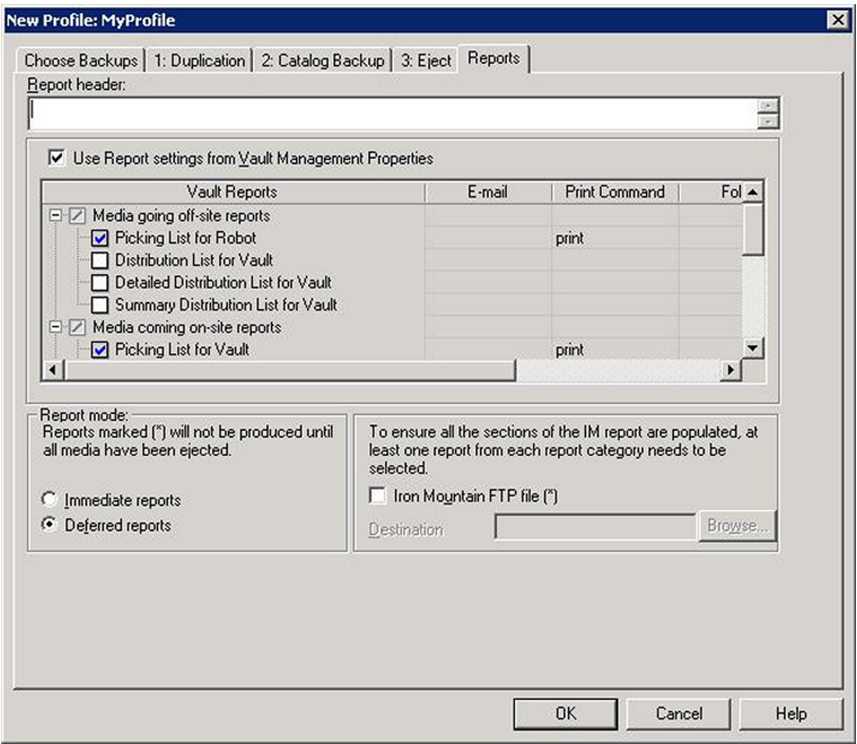 New Profile: MyProfile
Choose Backups 1: Duplication 2: Catalog Backup 3: Eject Reports
Report header:
Use Report settings from Vault Management Properties
Vault Reports E-mail Print Command Fol
Media going off-site reports
Picking List for Robot print
Distribution List for Vault
Detailed Distribution List for Vault
Summary Distribution List for Vault
Media coming on-site reports
Picking List for Vault print
Report mode:
Reports marked (*) will not be produced until
all media have been ejected.
Immediate reports
Deferred reports
To ensure all the sections of the IM report are populated, at
least one report from each report category needs to be
selected.
Iron Mountain FTP file (*)
Destination Browse...
OK Cancel Help